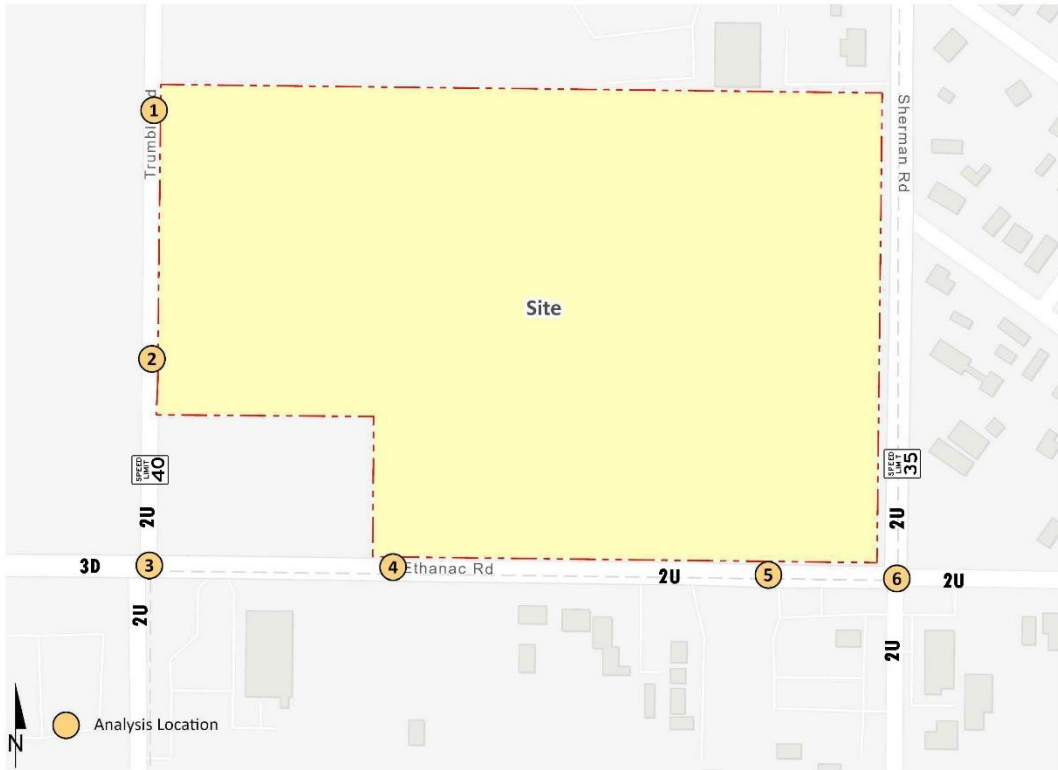 1
Trumbl d
Sherman Rd
Site
2
SPEED
LIMIT
40
SPEED
LIMIT
35
2U
2U
3
4
Ethanac Rd
5
6
3D
2U
2U
2U
2U
Analysis Location
N